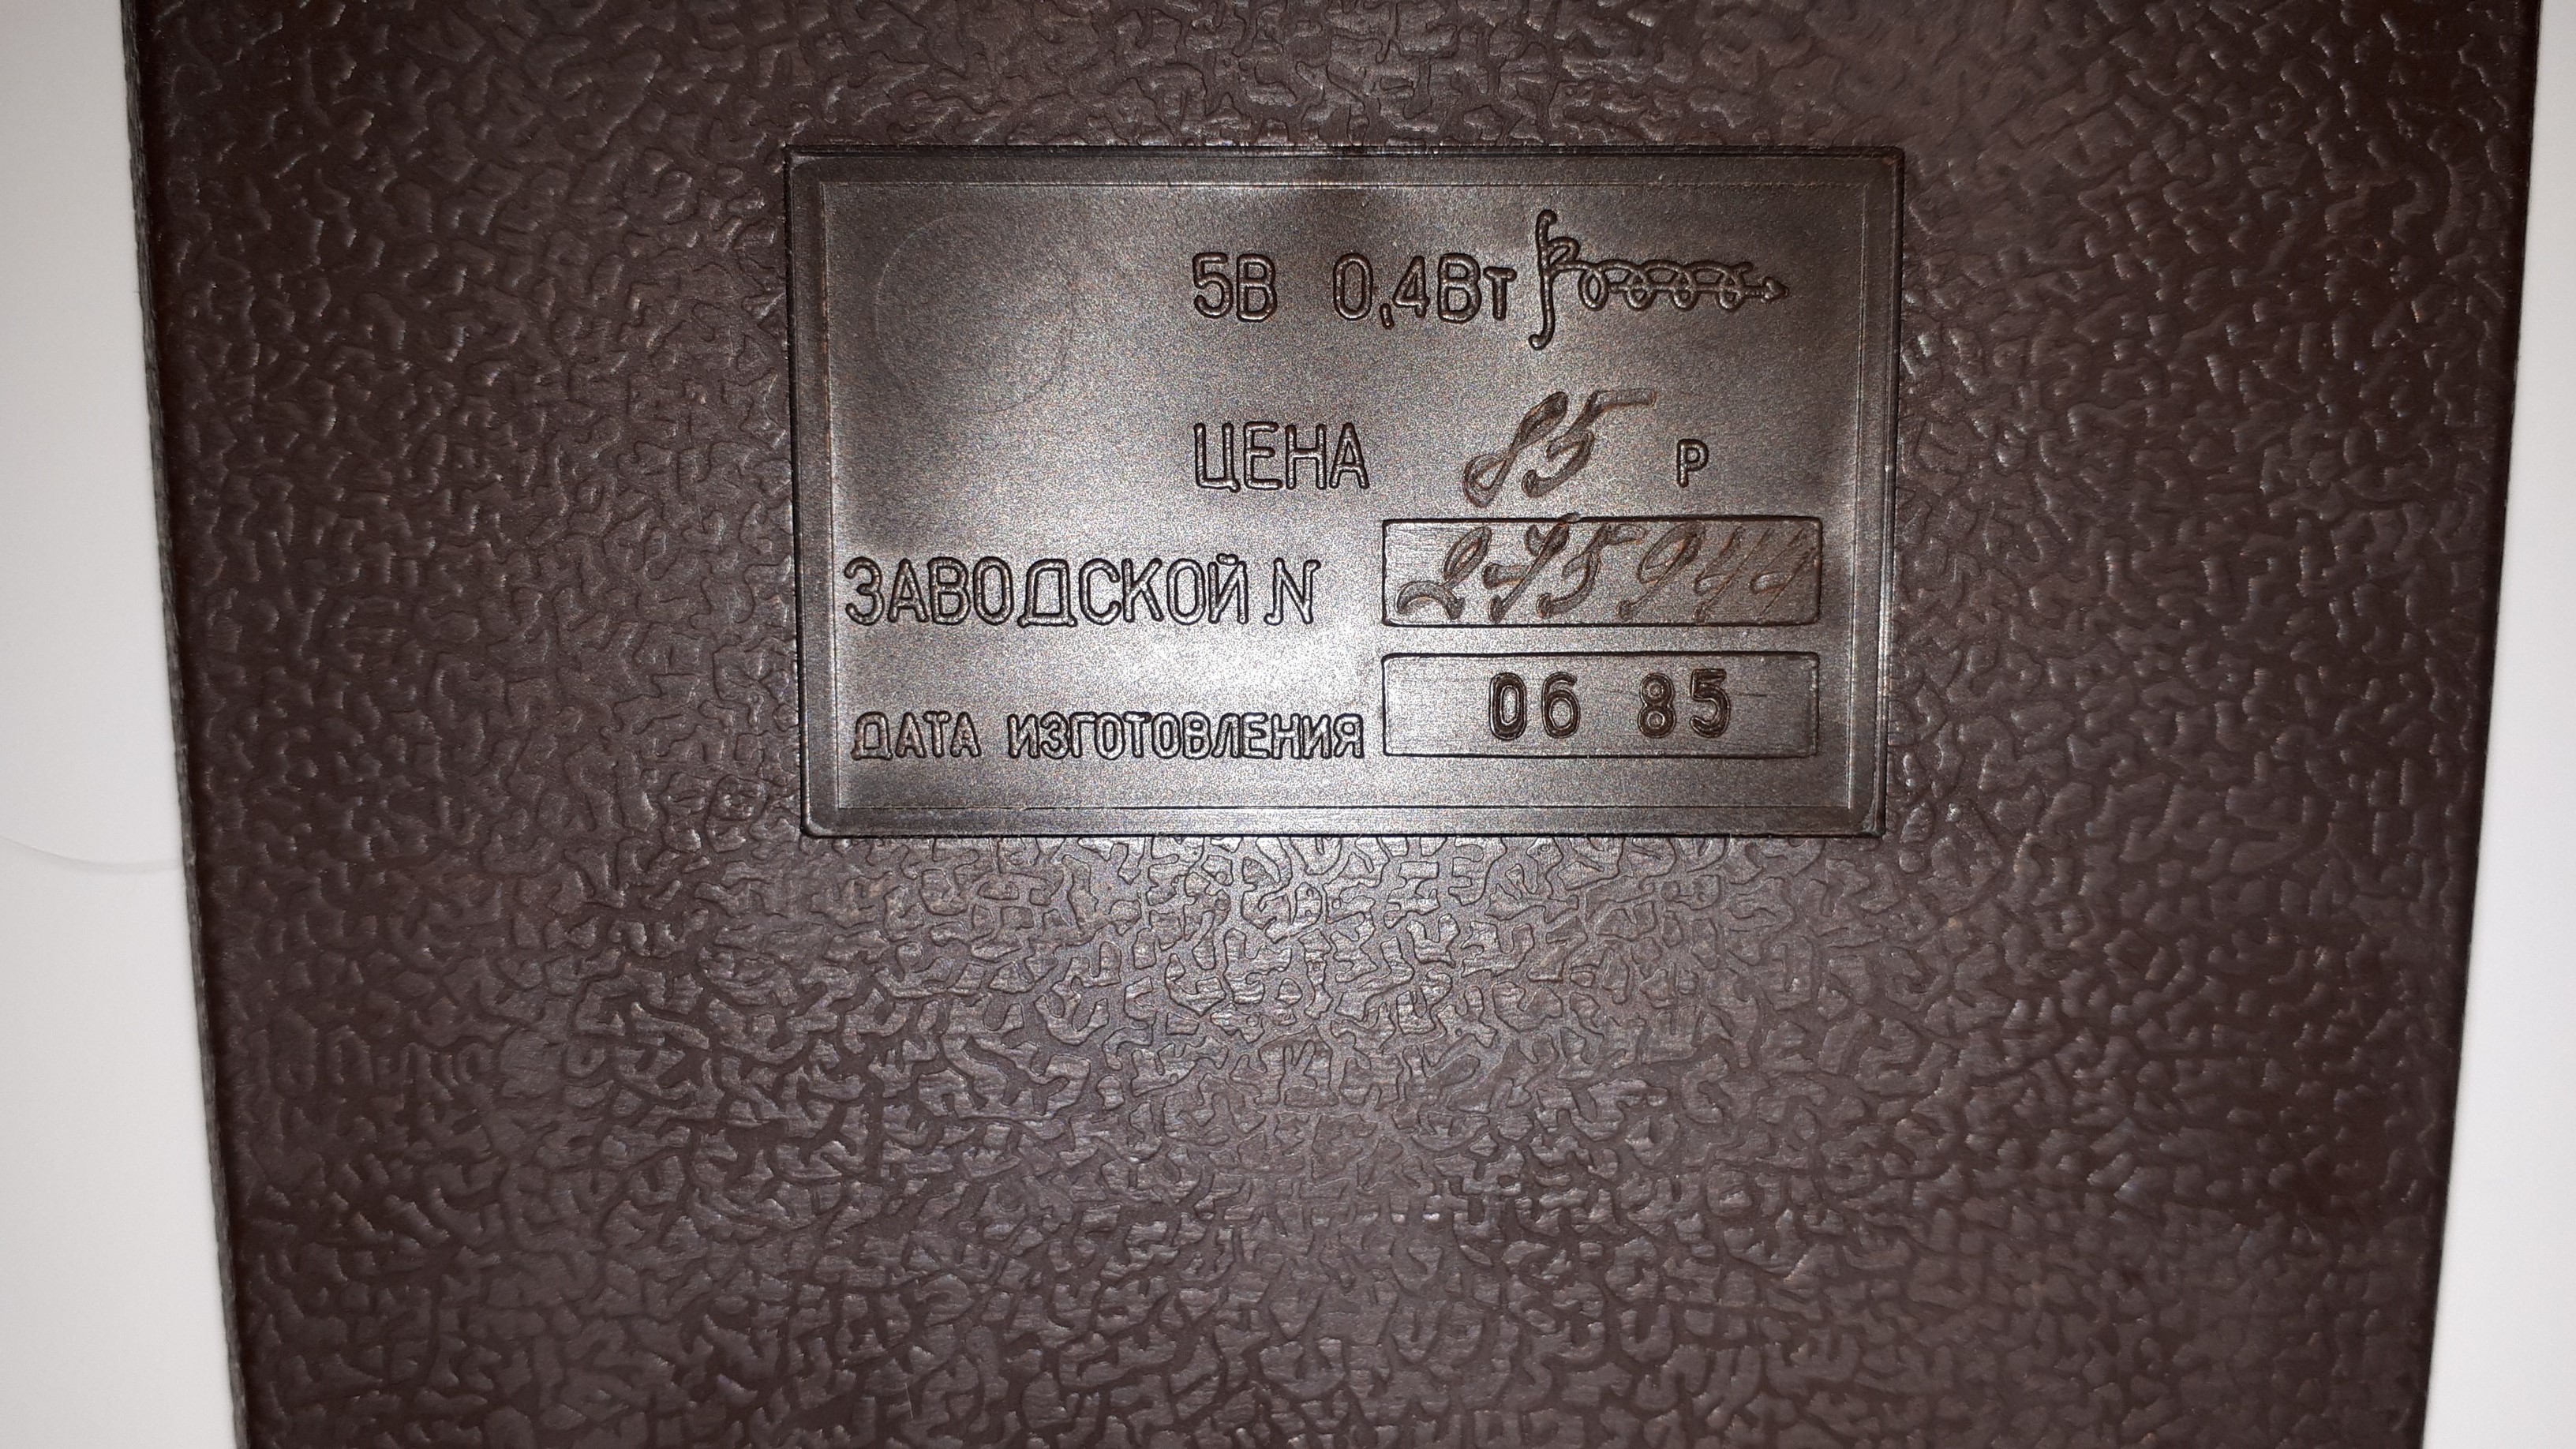 5В 0,4Вт
ЦЕНА 85 Р
ЗАВОДСКОЙ N
ДАТА ИЗГОТОВЛЕНИЯ 06 85